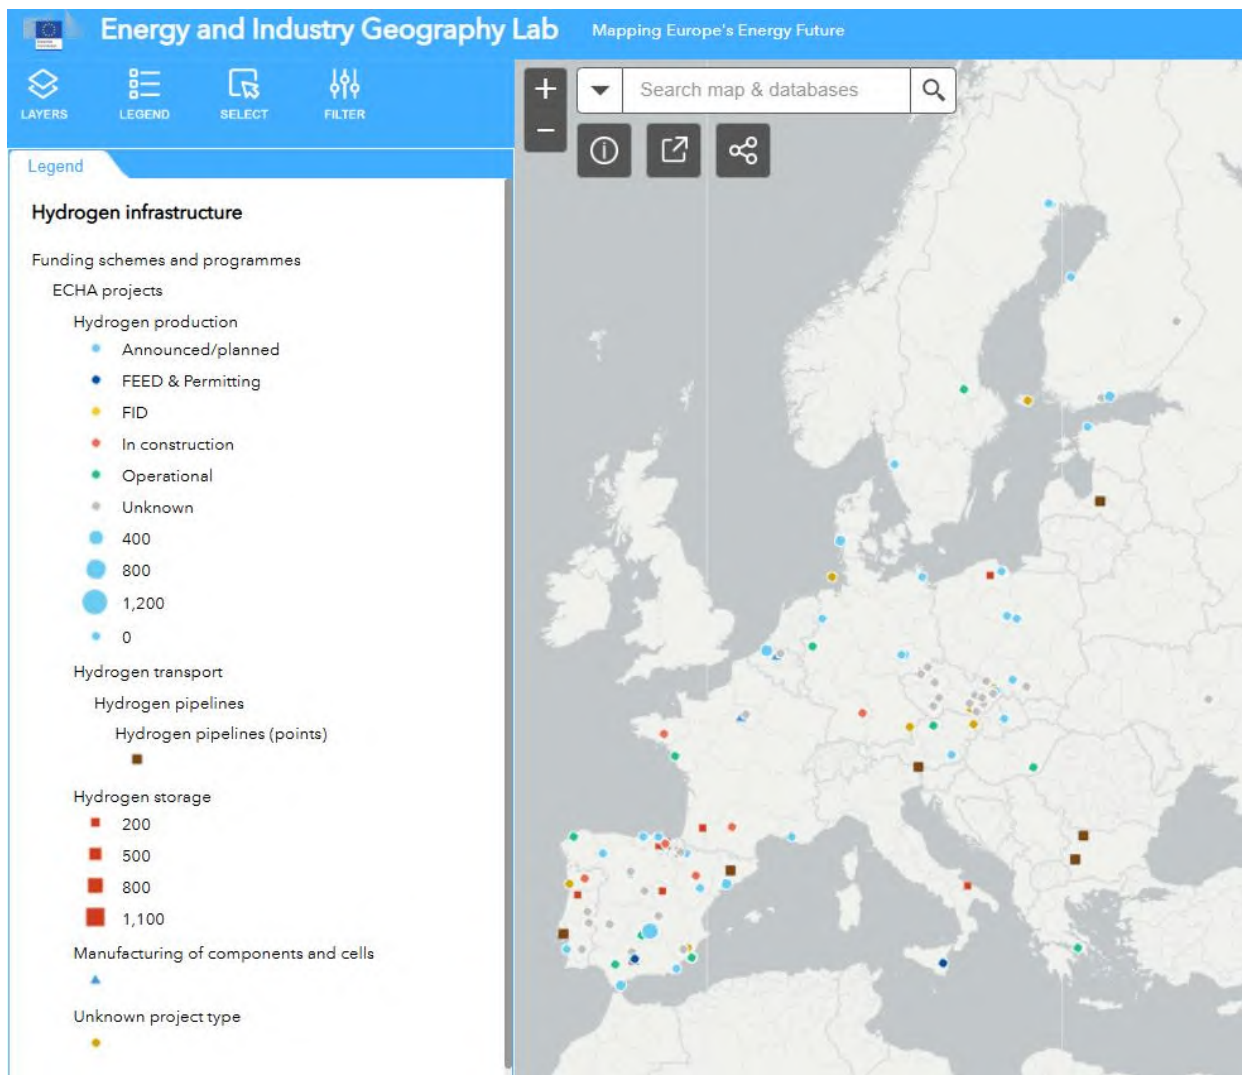 Energy and Industry Geography Lab
Mapping Europe's Energy Future
LAYERS
LEGEND
SELECT
FILTER
+
−
Search map & databases
Legend
Hydrogen infrastructure
Funding schemes and programmes
ECHA projects
Hydrogen production
Announced/planned
FEED & Permitting
FID
In construction
Operational
Unknown
400
800
1,200
0
Hydrogen transport
Hydrogen pipelines
Hydrogen pipelines (points)
Hydrogen storage
200
500
800
1,100
Manufacturing of components and cells
Unknown project type